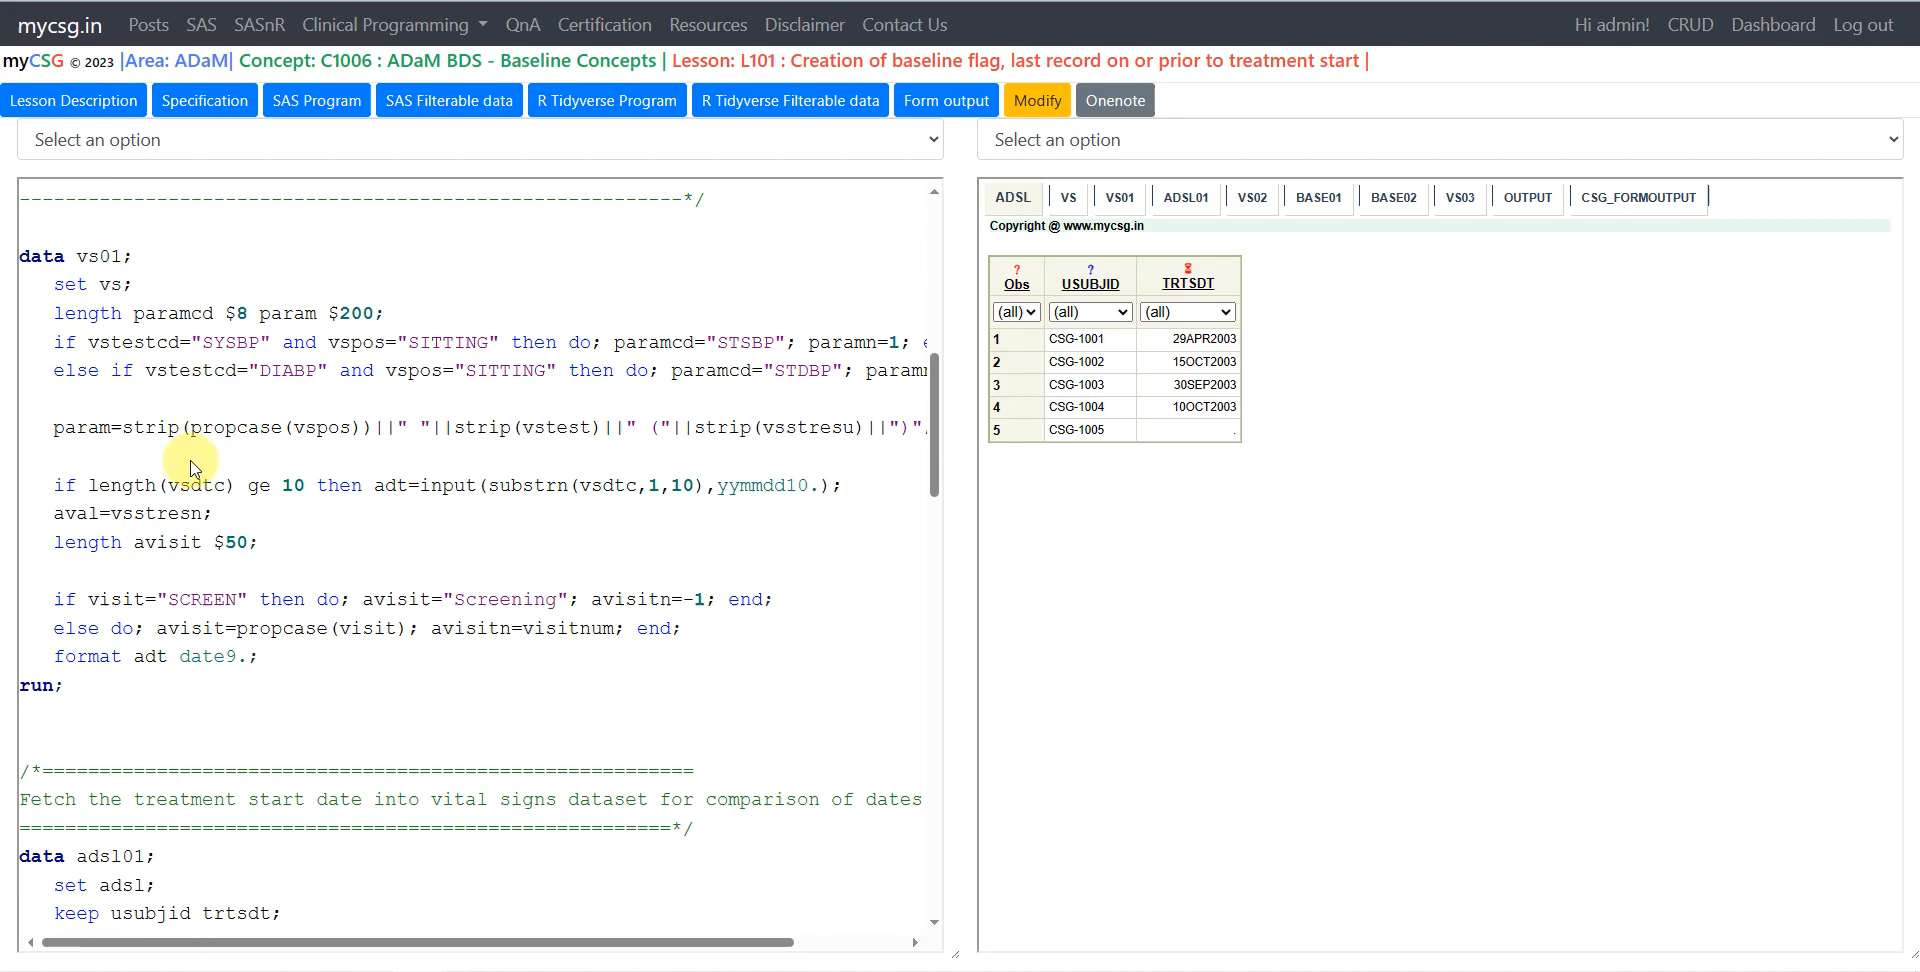 mycsg.in Posts SAS SASnR Clinical Programming QnA Certification Resources Disclaimer Contact Us Hi admin! CRUD Dashboard Log out
myCSG © 2023 |Area: ADaM| Concept: C1006 : ADaM BDS - Baseline Concepts | Lesson: L101 : Creation of baseline flag, last record on or prior to treatment start |
Lesson Description Specification SAS Program SAS Filterable data R Tidyverse Program R Tidyverse Filterable data Form output Modify Onenote
Select an option
-----------------------------------------------------------*/
data vs01;
set vs;
length paramcd $8 param $200;
if vstestcd="SYSBP" and vspos="SITTING" then do; paramcd="STSBP"; paramn=1;
else if vstestcd="DIABP" and vspos="SITTING" then do; paramcd="STDBP";
param=strip(propcase(vspos))||" "||strip(vstest)||" ("||strip(vsstresu)||")"
if length(vsdtc) ge 10 then adt=input(substrn(vsdtc,1,10),yymmdd10.);
aval=vsstresn;
length avisit $50;
if visit="SCREEN" then do; avisit="Screening"; avisitn=-1; end;
else do; avisit=propcase(visit); avisitn=visitnum; end;
format adt date9.;
run;
/*=========================================================
Fetch the treatment start date into vital signs dataset for comparison of dates
=========================================================*/
data adsl01;
set adsl;
keep usubjid trtsdt;
Select an option
ADSL VS VS01 ADSL01 VS02 BASE01 BASE02 VS03 OUTPUT CSG_FORMOUTPUT
Copyright @ www.mycsg.in
? ?
Obs USUBJID TRTSDT
(all) (all) (all)
1 CSG-1001 29APR2003
2 CSG-1002 15OCT2003
3 CSG-1003 30SEP2003
4 CSG-1004 10OCT2003
5 CSG-1005 .